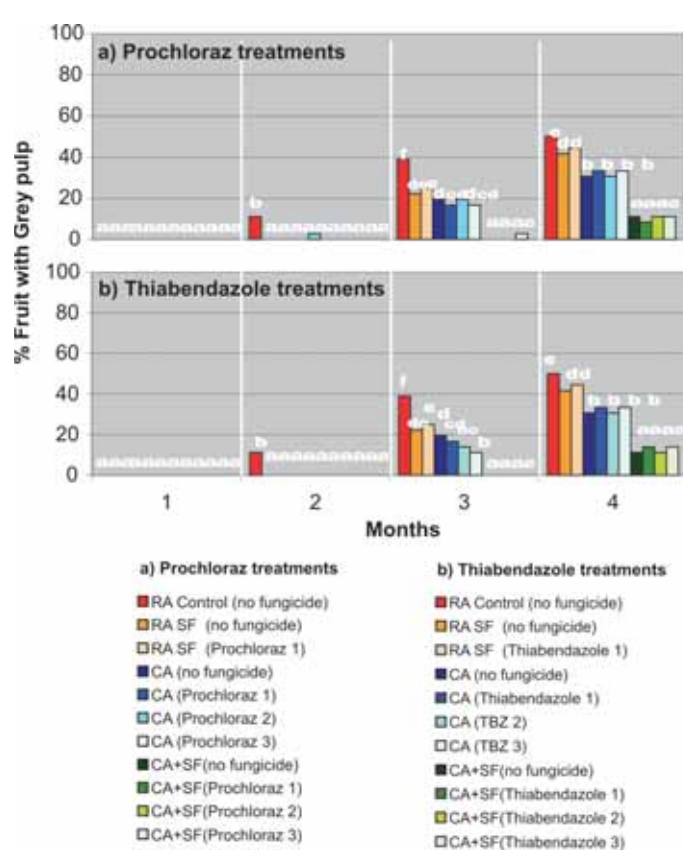 100
a) Prochloraz treatments
80
60
40
20
0
% Fruit with Grey pulp
b
f
e
a a a a
e
d d
b b b b
a a a a
100
b) Thiabendazole treatments
80
60
40
20
0
b
f
e
d
b
a a a a
e
d d
b b b b
a a a a
1 2 3 4
Months
a) Prochloraz treatments
RA Control (no fungicide)
RA SF (no fungicide)
RA SF (Prochloraz 1)
CA (no fungicide)
CA (Prochloraz 1)
CA (Prochloraz 2)
CA (Prochloraz 3)
CA+SF(no fungicide)
CA+SF(Prochloraz 1)
CA+SF(Prochloraz 2)
CA+SF(Prochloraz 3)
b) Thiabendazole treatments
RA Control (no fungicide)
RA SF (no fungicide)
RA SF (Thiabendazole 1)
CA (no fungicide)
CA (Thiabendazole 1)
CA (TBZ 2)
CA (TBZ 3)
CA+SF(no fungicide)
CA+SF(Thiabendazole 1)
CA+SF(Thiabendazole 2)
CA+SF(Thiabendazole 3)